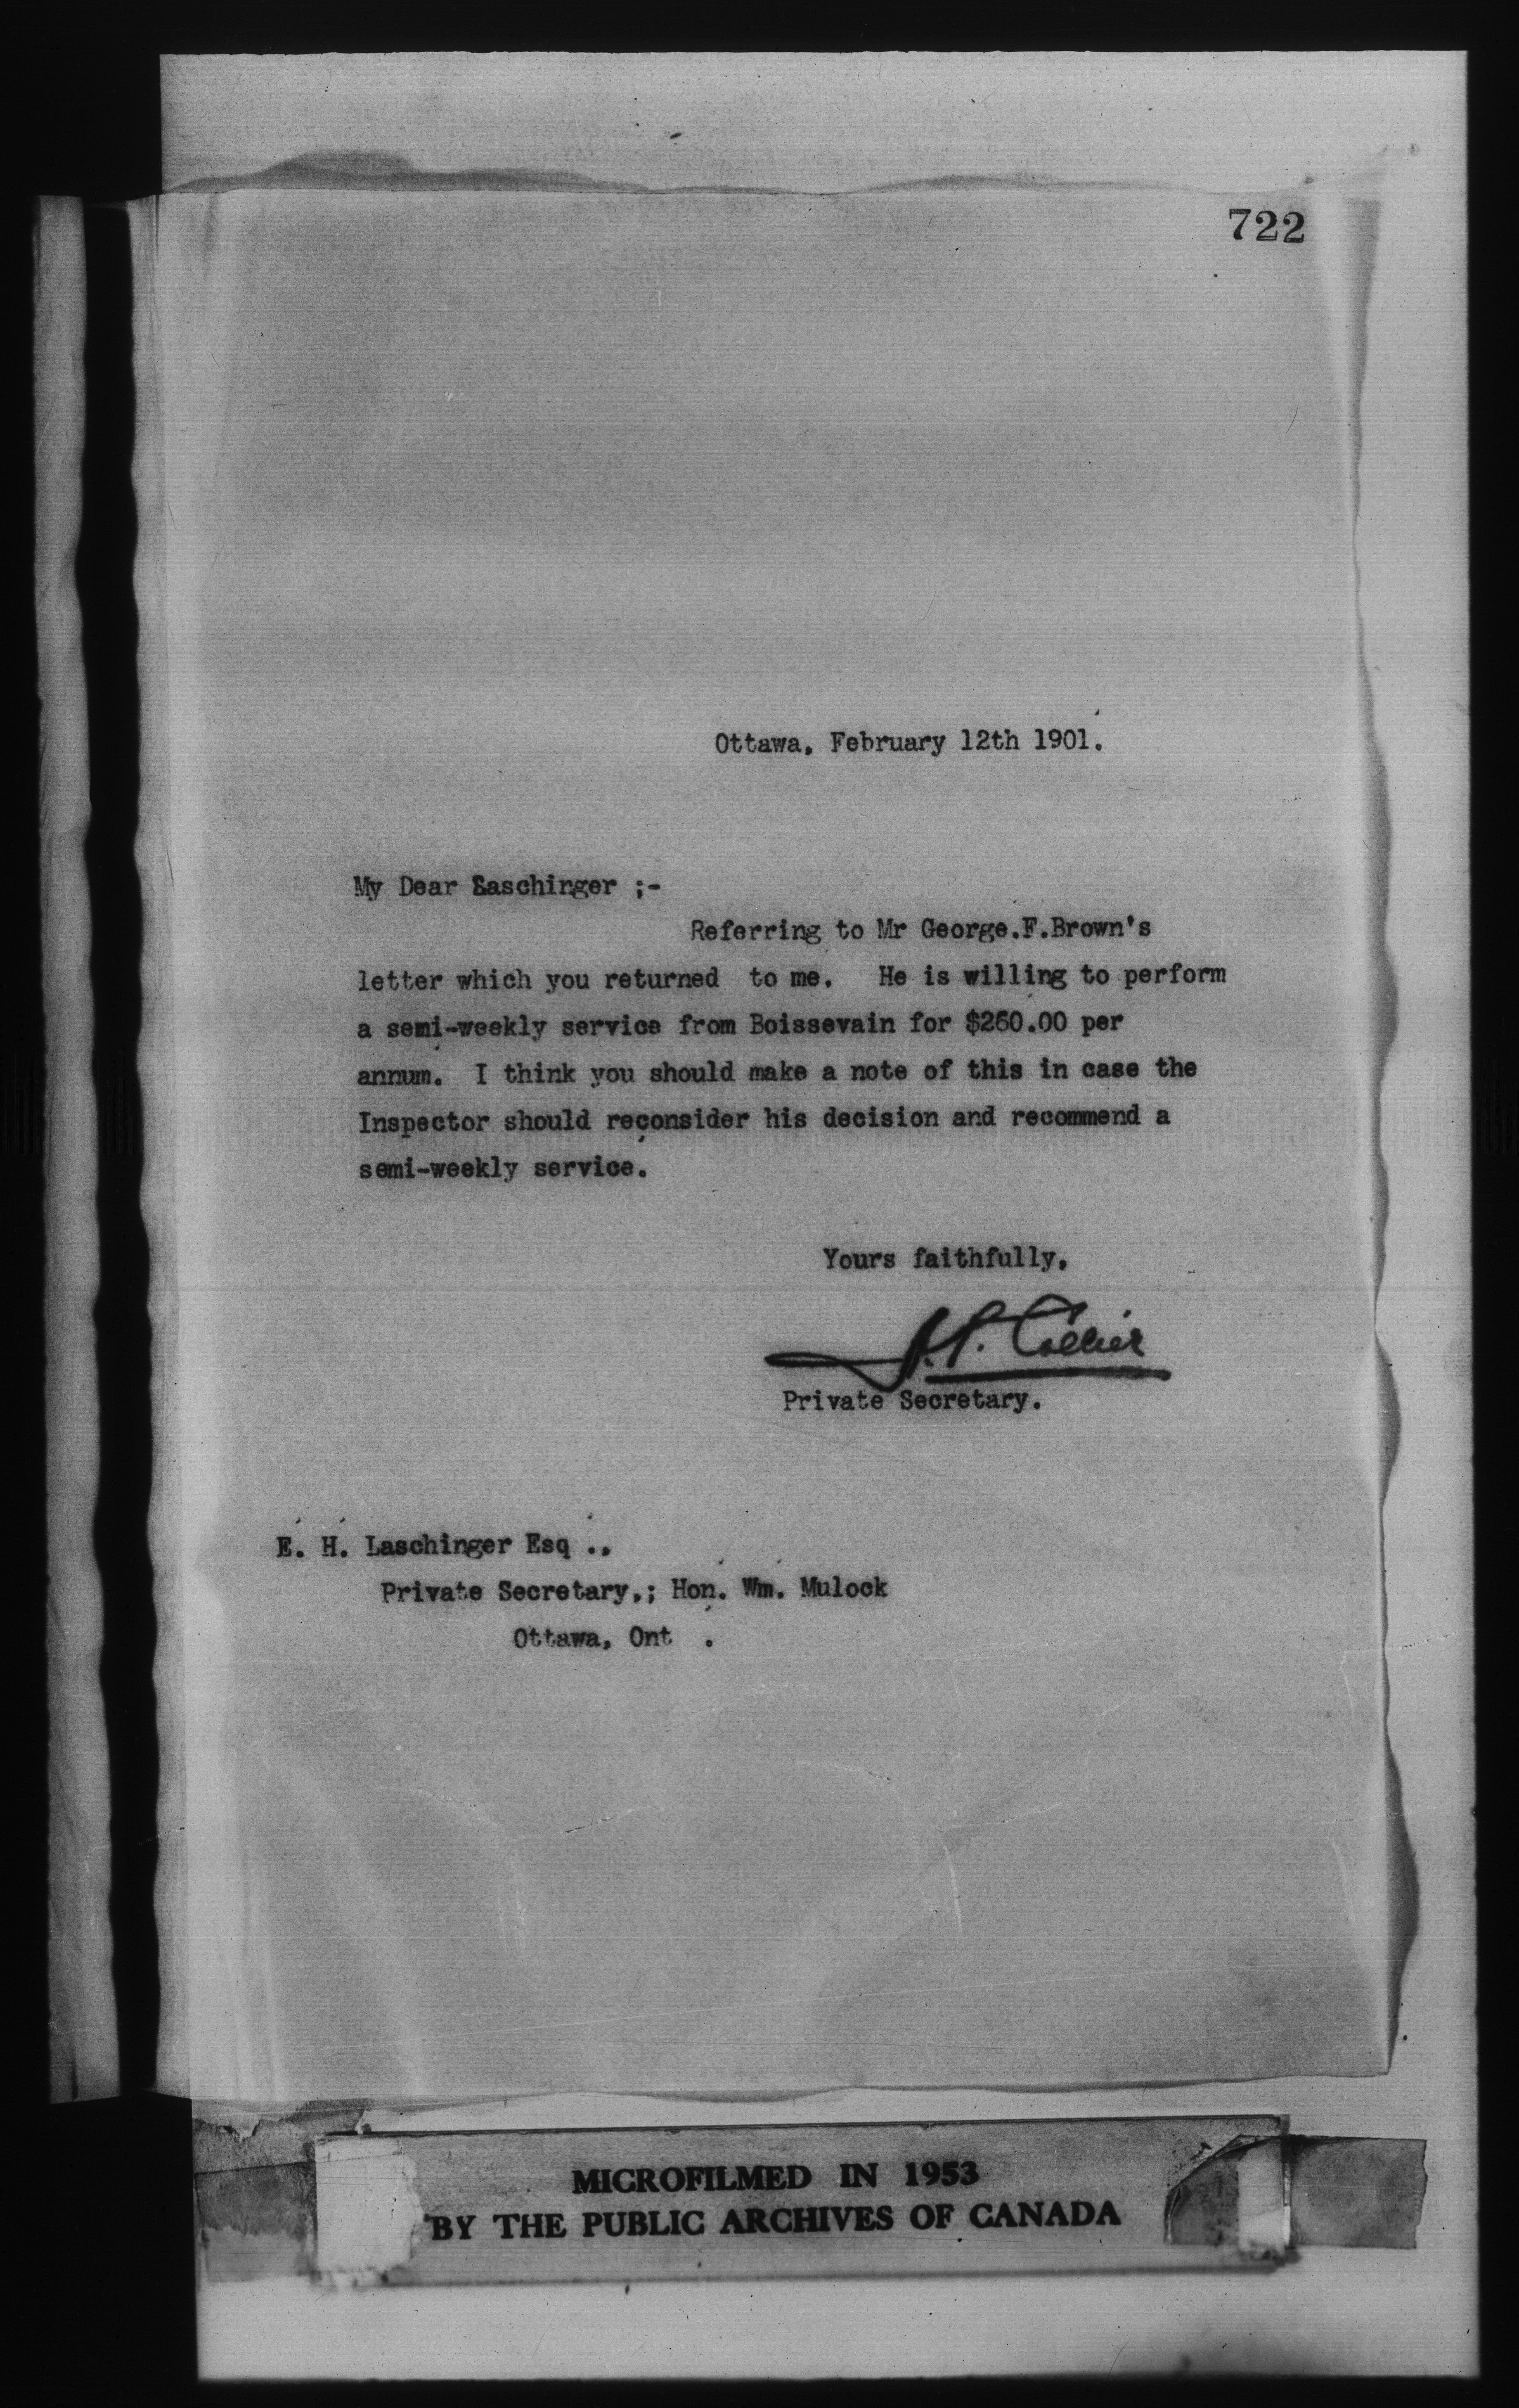 722
Ottawa, February 12th 1901.
My Dear Laschinger ;-
Referring to Mr George.F.Brown's
letter which you returned to me. He is willing to perform
a semi-weekly service from Boissevain for $260.00 per
annum. I think you should make a note of this in case the
Inspector should reconsider his decision and recommend a
semi-weekly service.
Yours faithfully,
Collier
Private Secretary.
E. H. Laschinger Esq .,
Private Secretary,; Hon. Wm. Mulock
Ottawa, Ont .
MICROFILMED IN 1953
BY THE PUBLIC ARCHIVES OF CANADA